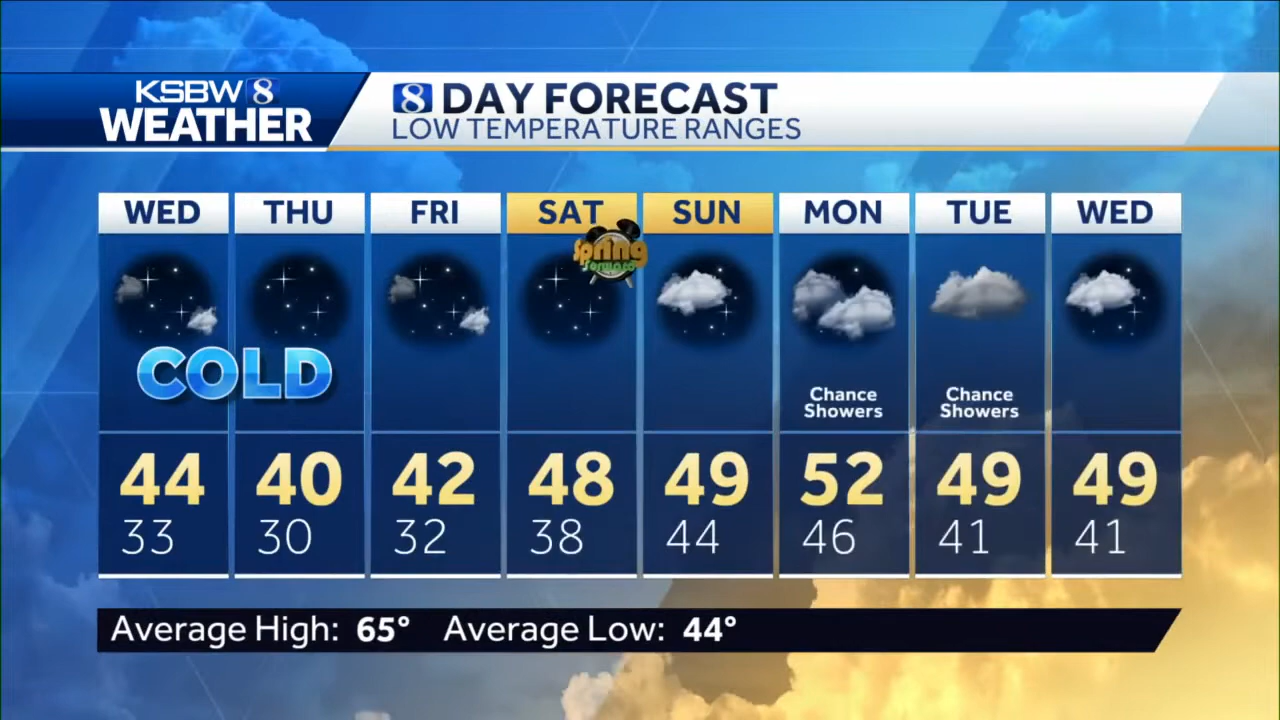 KSBW 8
WEATHER
8 DAY FORECAST
LOW TEMPERATURE RANGES
WED THU FRI SAT SUN MON TUE WED
Spring
Forward
COLD
Chance Showers Chance Showers
44 40 42 48 49 52 49 49
33 30 32 38 44 46 41 41
Average High: 65° Average Low: 44°